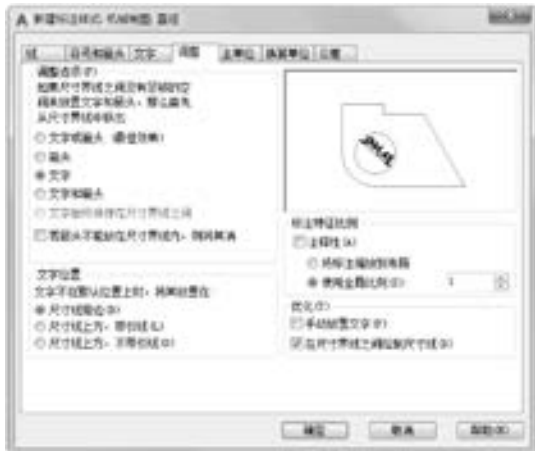 新建标注样式: 机械制图: 直径
线
符号和箭头
文字
调整
主单位
换算单位
公差
调整选项(F)
如果尺寸界线之间没有足够的空
间来放置文字和箭头，那么首先
从尺寸界线中移出:
文字或箭头 (最佳效果)
箭头
文字
文字和箭头
文字始终保持在尺寸界线之间
若箭头不能放在尺寸界线内，则将其消
文字位置
文字不在默认位置上时，将其放置在
尺寸线旁边(B)
尺寸线上方，带引线(L)
尺寸线上方，不带引线(O)
标注特征比例
注释性(A)
将标注缩放到布局
使用全局比例(S):
1
优化(T)
手动放置文字(P)
在尺寸界线之间绘制尺寸线(D)
确定
取消
帮助(H)